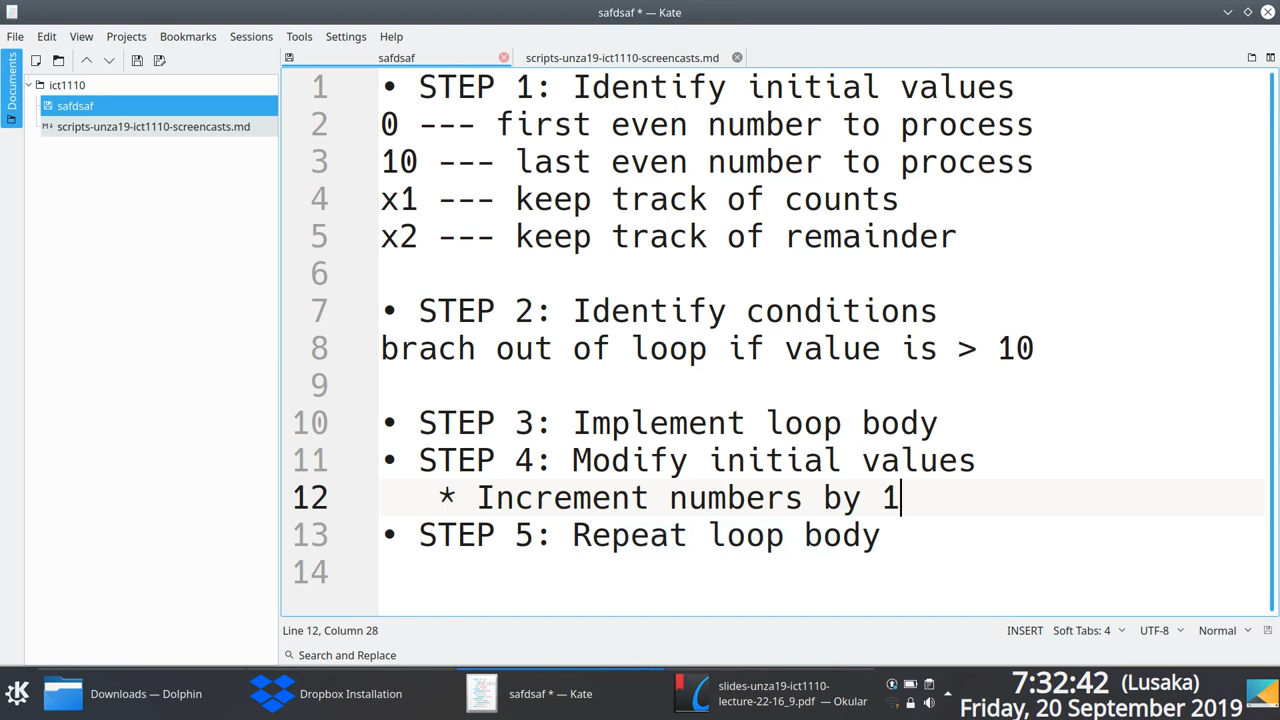 safdsaf * — Kate
File Edit View Projects Bookmarks Sessions Tools Settings Help
Documents
safdsaf
scripts-unza19-ict1110-screencasts.md
ict1110
safdsaf
scripts-unza19-ict1110-screencasts.md
1 • STEP 1: Identify initial values
2 0 --- first even number to process
3 10 --- last even number to process
4 x1 --- keep track of counts
5 x2 --- keep track of remainder
6
7 • STEP 2: Identify conditions
8 brach out of loop if value is > 10
9
10 • STEP 3: Implement loop body
11 • STEP 4: Modify initial values
12 * Increment numbers by 1
13 • STEP 5: Repeat loop body
14
Line 12, Column 28 INSERT Soft Tabs: 4 UTF-8 Normal
Search and Replace
Downloads — Dolphin
Dropbox Installation
safdsaf * — Kate
slides-unza19-ict1110-
lecture-22-16_9.pdf — Okular
7:32:42 (Lusaka)
Friday, 20 September 2019